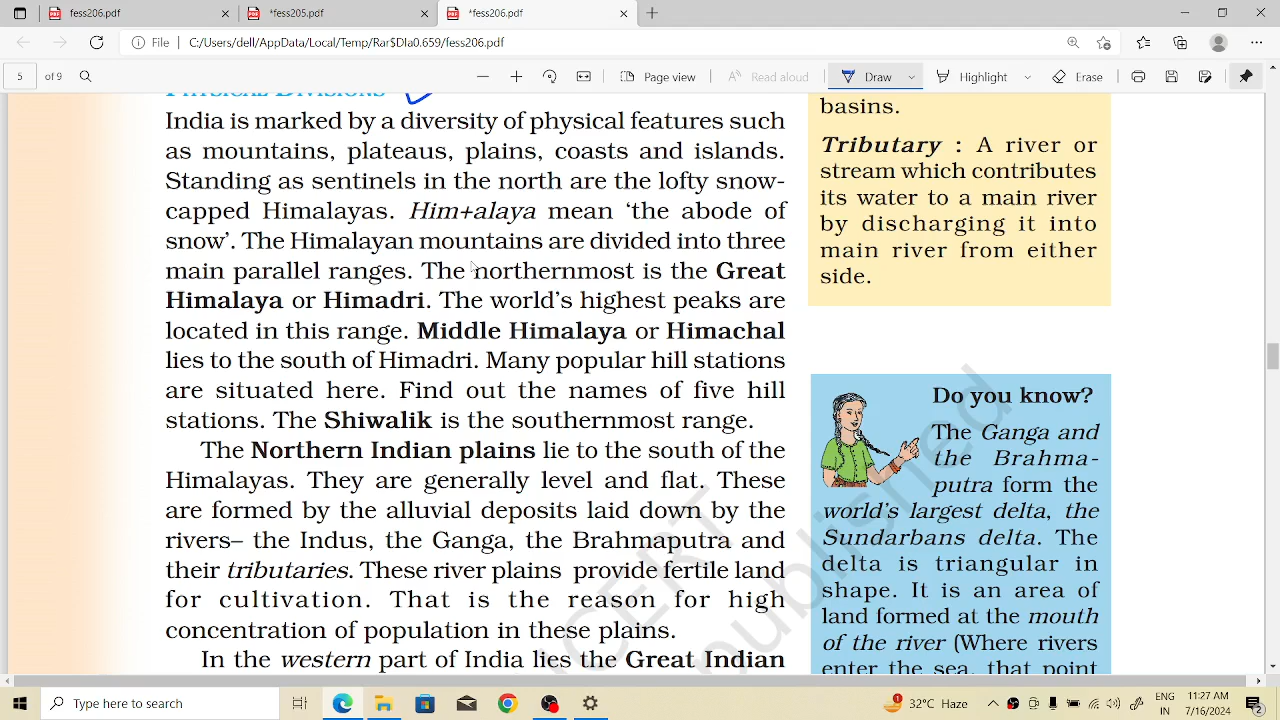 fess206.pdf
*fess205.pdf
*fess206.pdf
File
C:/Users/dell/AppData/Local/Temp/Rar$DIa0.659/fess206.pdf
5
of 9
Page view
Read aloud
Draw
Highlight
Erase
PHYSICAL DIVISIONS
India is marked by a diversity of physical features such
as mountains, plateaus, plains, coasts and islands.
Standing as sentinels in the north are the lofty snow-
capped Himalayas. Him+alaya mean ‘the abode of
snow’. The Himalayan mountains are divided into three
main parallel ranges. The northernmost is the Great
Himalaya or Himadri. The world’s highest peaks are
located in this range. Middle Himalaya or Himachal
lies to the south of Himadri. Many popular hill stations
are situated here. Find out the names of five hill
stations. The Shiwalik is the southernmost range.
The Northern Indian plains lie to the south of the
Himalayas. They are generally level and flat. These
are formed by the alluvial deposits laid down by the
rivers– the Indus, the Ganga, the Brahmaputra and
their tributaries. These river plains provide fertile land
for cultivation. That is the reason for high
concentration of population in these plains.
In the western part of India lies the Great Indian
basins.
Tributary : A river or
stream which contributes
its water to a main river
by discharging it into
main river from either
side.
Do you know?
The Ganga and
the Brahma-
putra form the
world’s largest delta, the
Sundarbans delta. The
delta is triangular in
shape. It is an area of
land formed at the mouth
of the river (Where rivers
enter the sea, that point
NCERT
published
Type here to search
1
32°C Haze
ENG
IN
11:27 AM
7/16/2024
2